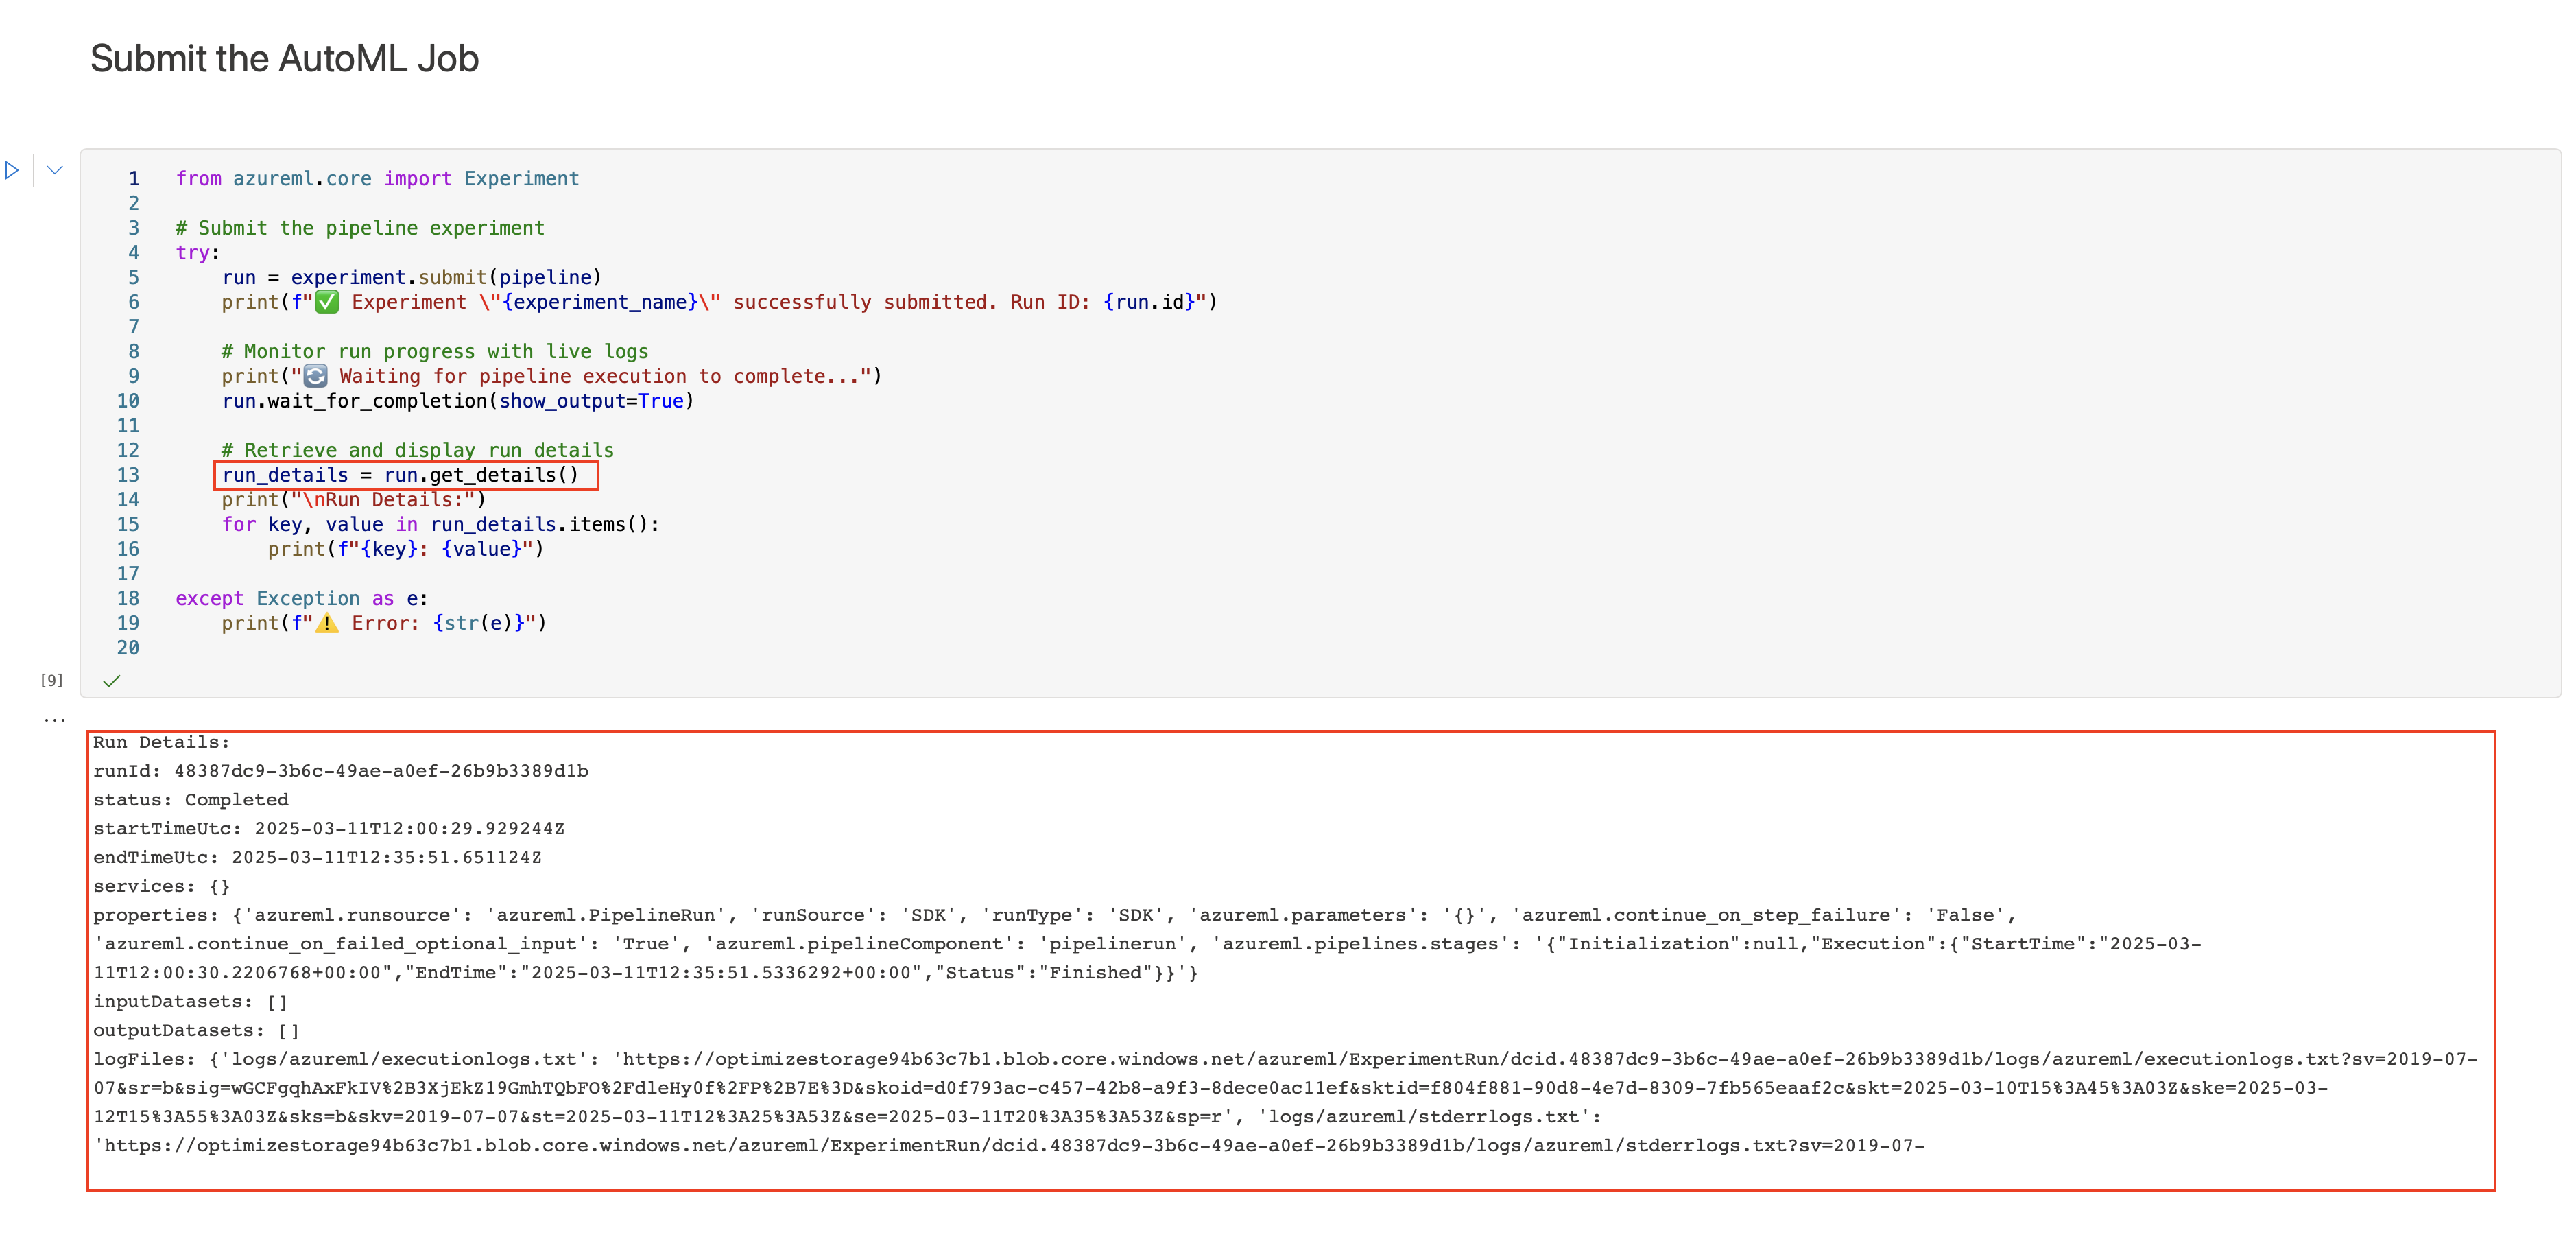 Submit the AutoML Job
1 from azureml.core import Experiment
2
3 # Submit the pipeline experiment
4 try:
5     run = experiment.submit(pipeline)
6     print(f"✅ Experiment \"{experiment_name}\" successfully submitted. Run ID: {run.id}")
7
8     # Monitor run progress with live logs
9     print("🔄 Waiting for pipeline execution to complete...")
10     run.wait_for_completion(show_output=True)
11
12     # Retrieve and display run details
13     run_details = run.get_details()
14     print("\nRun Details:")
15     for key, value in run_details.items():
16         print(f"{key}: {value}")
17
18 except Exception as e:
19     print(f"⚠️ Error: {str(e)}")
20
[9]
...
Run Details:
runId: 48387dc9-3b6c-49ae-a0ef-26b9b3389d1b
status: Completed
startTimeUtc: 2025-03-11T12:00:29.929244Z
endTimeUtc: 2025-03-11T12:35:51.651124Z
services: {}
properties: {'azureml.runsource': 'azureml.PipelineRun', 'runSource': 'SDK', 'runType': 'SDK', 'azureml.parameters': '{}', 'azureml.continue_on_step_failure': 'False',
'azureml.continue_on_failed_optional_input': 'True', 'azureml.pipelineComponent': 'pipelinerun', 'azureml.pipelines.stages': '{"Initialization":null,"Execution":{"StartTime":"2025-03-
11T12:00:30.2206768+00:00","EndTime":"2025-03-11T12:35:51.5336292+00:00","Status":"Finished"}}'}
inputDatasets: []
outputDatasets: []
logFiles: {'logs/azureml/executionlogs.txt': 'https://optimizestorage94b63c7b1.blob.core.windows.net/azureml/ExperimentRun/dcid.48387dc9-3b6c-49ae-a0ef-26b9b3389d1b/logs/azureml/executionlogs.txt?sv=2019-07-
07&sr=b&sig=wGCFgqhAxFkIV%2B3XjEkZ19GmhTQbFO%2FdleHy0f%2FP%2B7E%3D&skoid=d0f793ac-c457-42b8-a9f3-8dece0ac11ef&sktid=f804f881-90d8-4e7d-8309-7fb565eaaf2c&skt=2025-03-10T15%3A45%3A03Z&ske=2025-03-
12T15%3A55%3A03Z&sks=b&skv=2019-07-07&st=2025-03-11T12%3A25%3A53Z&se=2025-03-11T20%3A35%3A53Z&sp=r', 'logs/azureml/stderrlogs.txt':
'https://optimizestorage94b63c7b1.blob.core.windows.net/azureml/ExperimentRun/dcid.48387dc9-3b6c-49ae-a0ef-26b9b3389d1b/logs/azureml/stderrlogs.txt?sv=2019-07-